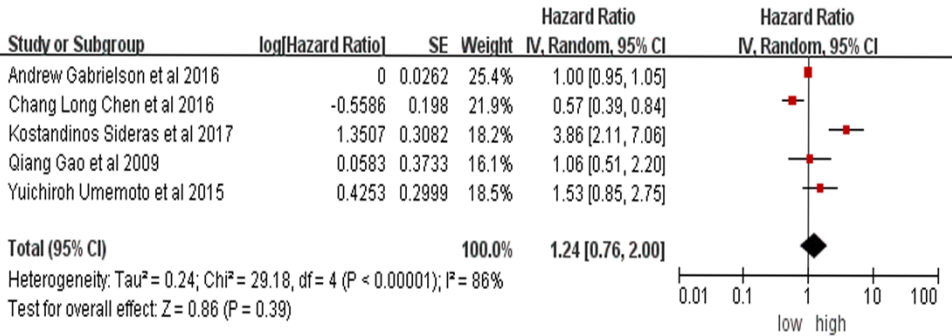 Hazard Ratio Hazard Ratio
Study or Subgroup log[Hazard Ratio] SE Weight IV, Random, 95% CI IV, Random, 95% CI
Andrew Gabrielson et al 2016 0 0.0262 25.4% 1.00 [0.95, 1.05]
Chang Long Chen et al 2016 -0.5586 0.198 21.9% 0.57 [0.39, 0.84]
Kostandinos Sideras et al 2017 1.3507 0.3082 18.2% 3.86 [2.11, 7.06]
Qiang Gao et al 2009 0.0583 0.3733 16.1% 1.06 [0.51, 2.20]
Yuichiroh Umemoto et al 2015 0.4253 0.2999 18.5% 1.53 [0.85, 2.75]
Total (95% CI) 100.0% 1.24 [0.76, 2.00]
Heterogeneity: Tau² = 0.24; Chi² = 29.18, df = 4 (P < 0.00001); I² = 86%
Test for overall effect: Z = 0.86 (P = 0.39)
0.01 0.1 1 10 100
low high